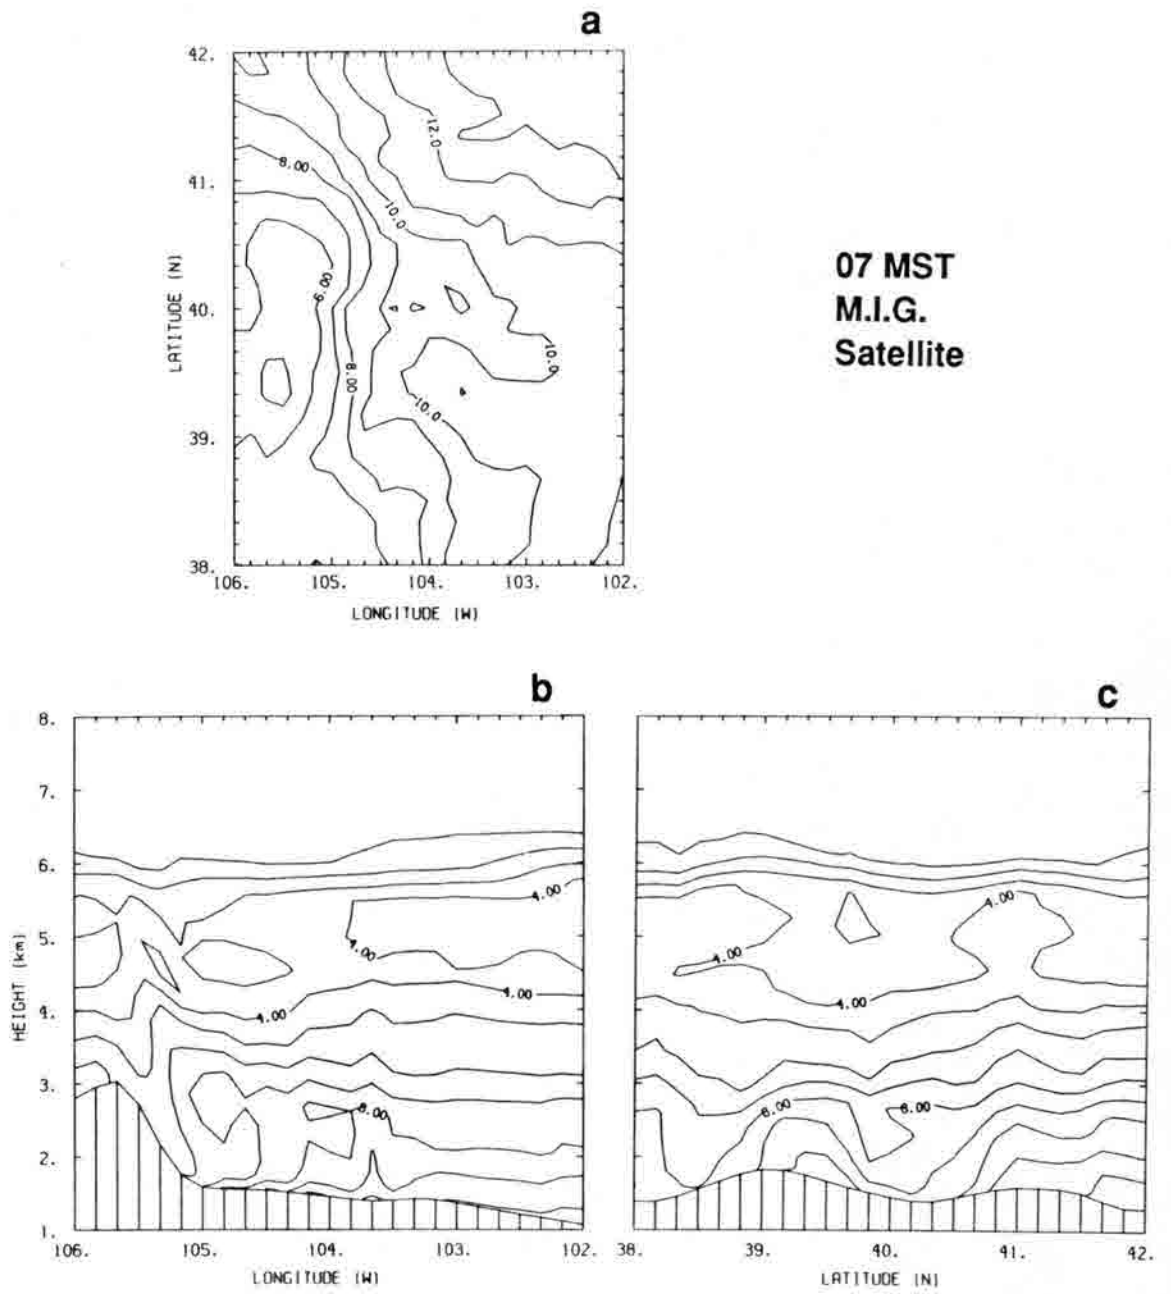 a
42.
41.
40.
39.
38.
LATITUDE (N)
106. 105. 104. 103. 102.
LONGITUDE (W)
12.0
8.00
10.0
6.00
8.00
10.0
10.0
07 MST
M.I.G.
Satellite
b
8.
7.
6.
5.
4.
3.
2.
1.
HEIGHT (km)
106. 105. 104. 103. 102.
LONGITUDE (W)
4.00
4.00
4.00
4.00
8.00
c
4.00
4.00
4.00
6.00
6.00
38. 39. 40. 41. 42.
LATITUDE (N)